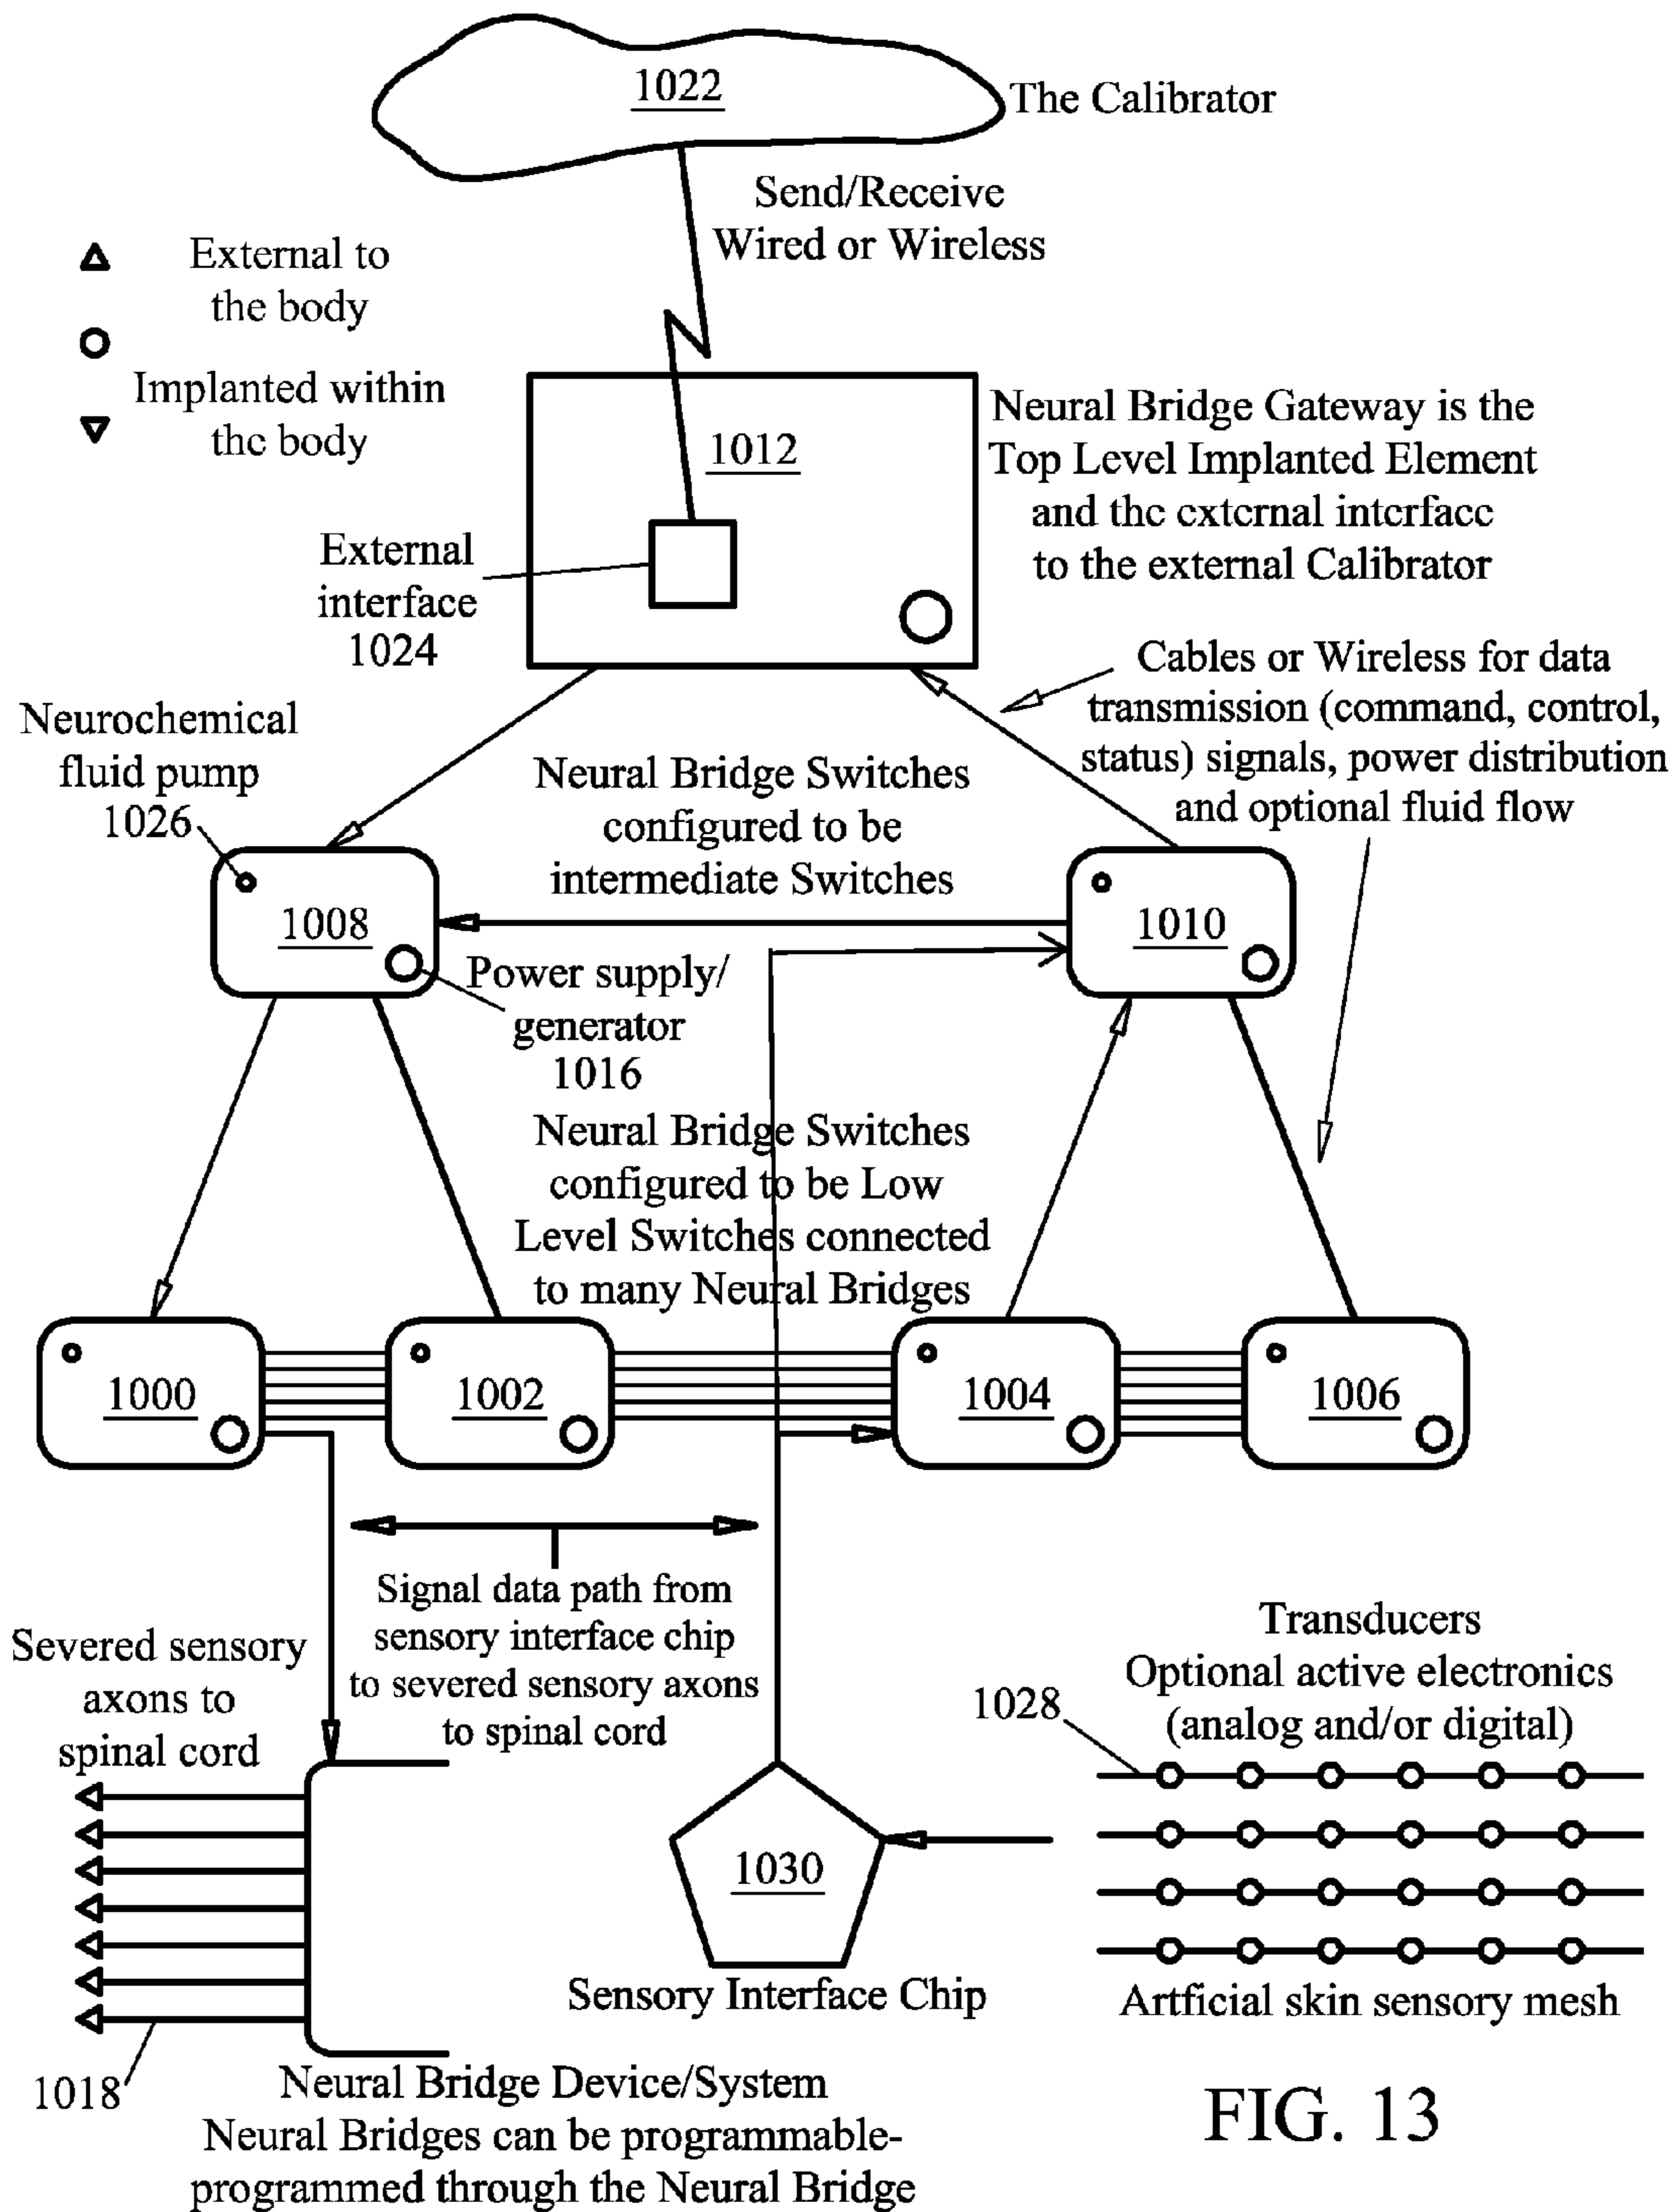 1022
The Calibrator
Send/Receive
Wired or Wireless
External to
the body
Implanted within
the body
1012
Neural Bridge Gateway is the
Top Level Implanted Element
and the external interface
to the external Calibrator
External
interface
1024
Cables or Wireless for data
transmission (command, control,
status) signals, power distribution
and optional fluid flow
Neurochemical
fluid pump
1026
Neural Bridge Switches
configured to be
intermediate Switches
1008
1010
Power supply/
generator
1016
Neural Bridge Switches
configured to be Low
Level Switches connected
to many Neural Bridges
1000
1002
1004
1006
Signal data path from
sensory interface chip
to severed sensory axons
to spinal cord
Severed sensory
axons to
spinal cord
Transducers
Optional active electronics
(analog and/or digital)
1028
1030
Sensory Interface Chip
Artficial skin sensory mesh
1018
Neural Bridge Device/System
Neural Bridges can be programmable-
programmed through the Neural Bridge
FIG. 13